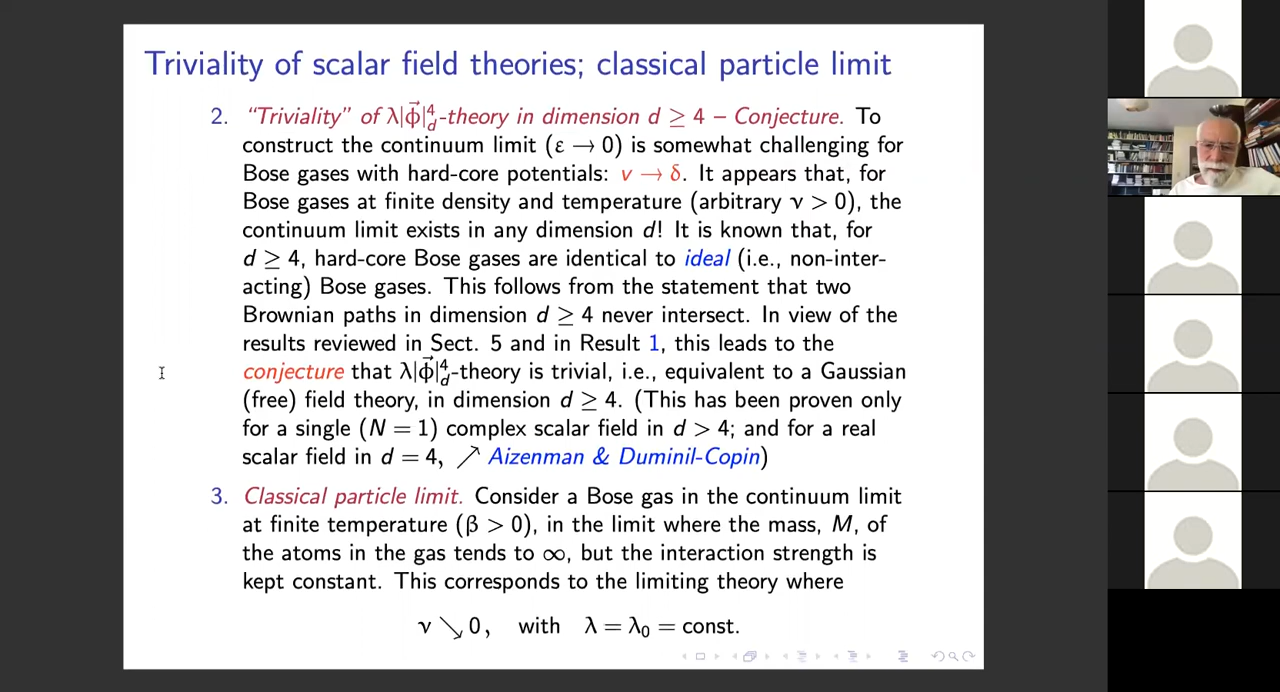 Triviality of scalar field theories; classical particle limit
2. “Triviality” of λ|Φ⃗|⁴_d-theory in dimension d ≥ 4 – Conjecture. To
construct the continuum limit (ε → 0) is somewhat challenging for
Bose gases with hard-core potentials: v → δ. It appears that, for
Bose gases at finite density and temperature (arbitrary ν > 0), the
continuum limit exists in any dimension d! It is known that, for
d ≥ 4, hard-core Bose gases are identical to ideal (i.e., non-inter-
acting) Bose gases. This follows from the statement that two
Brownian paths in dimension d ≥ 4 never intersect. In view of the
results reviewed in Sect. 5 and in Result 1, this leads to the
conjecture that λ|Φ⃗|⁴_d-theory is trivial, i.e., equivalent to a Gaussian
(free) field theory, in dimension d ≥ 4. (This has been proven only
for a single (N = 1) complex scalar field in d > 4; and for a real
scalar field in d = 4, ↗ Aizenman & Duminil-Copin)
3. Classical particle limit. Consider a Bose gas in the continuum limit
at finite temperature (β > 0), in the limit where the mass, M, of
the atoms in the gas tends to ∞, but the interaction strength is
kept constant. This corresponds to the limiting theory where
ν ↘ 0, with λ = λ₀ = const.